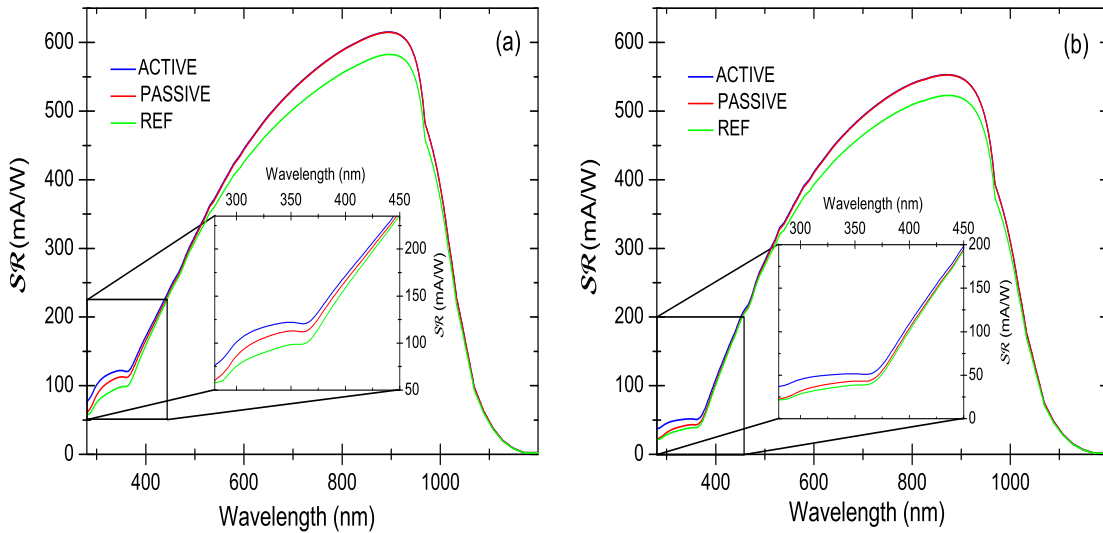 (a)
ACTIVE
PASSIVE
REF
SR (mA/W)
600
500
400
300
200
100
0
400 600 800 1000
Wavelength (nm)
Wavelength (nm)
300 350 400 450
200
150
100
50
SR (mA/W)
(b)
ACTIVE
PASSIVE
REF
SR (mA/W)
600
500
400
300
200
100
0
400 600 800 1000
Wavelength (nm)
Wavelength (nm)
300 350 400 450
200
150
100
50
0
SR (mA/W)